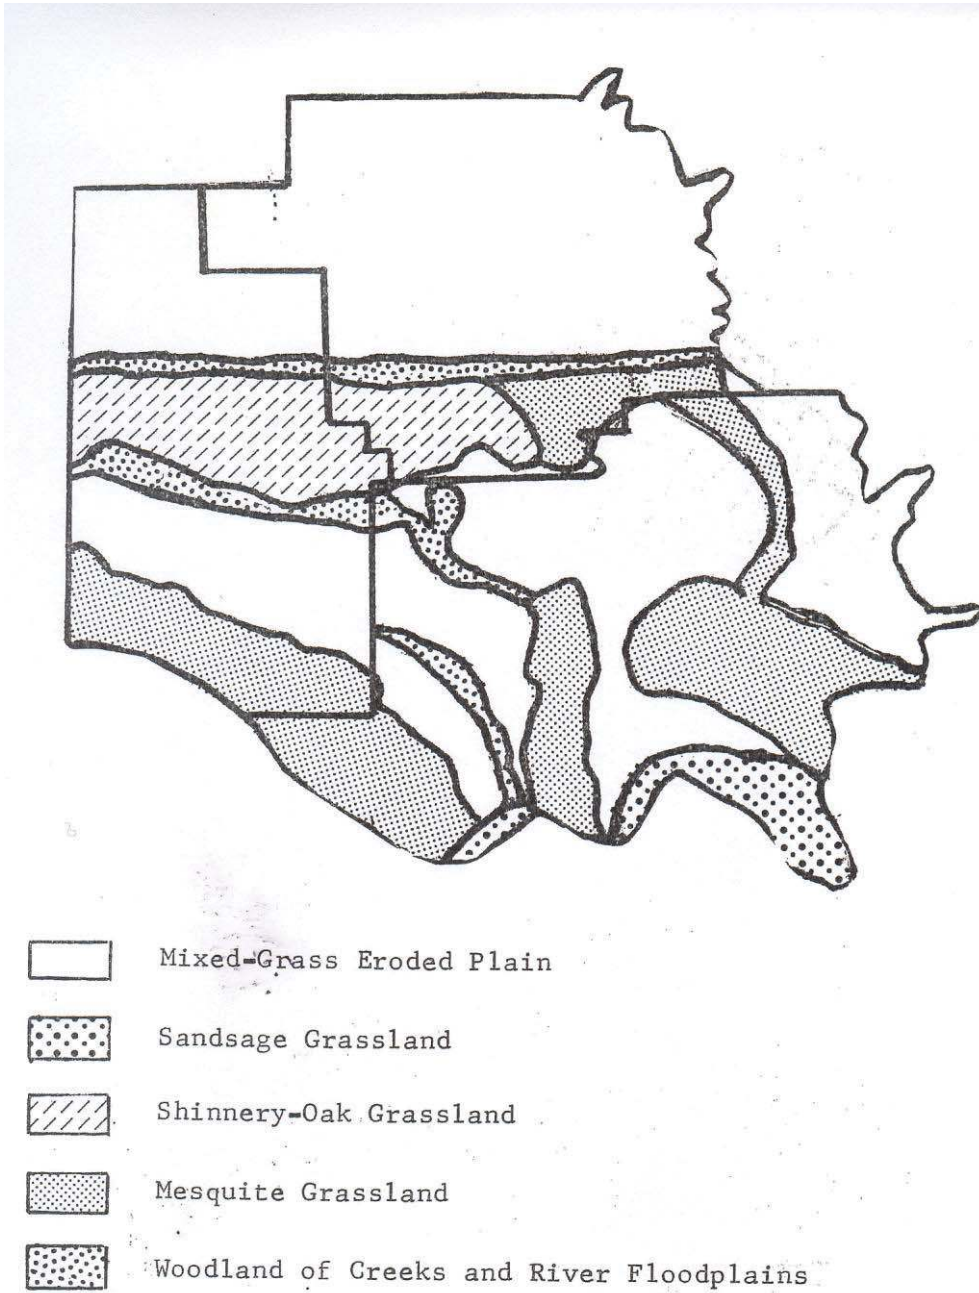 Mixed-Grass Eroded Plain
Sandsage Grassland
Shinnery-Oak Grassland
Mesquite Grassland
Woodland of Creeks and River Floodplains